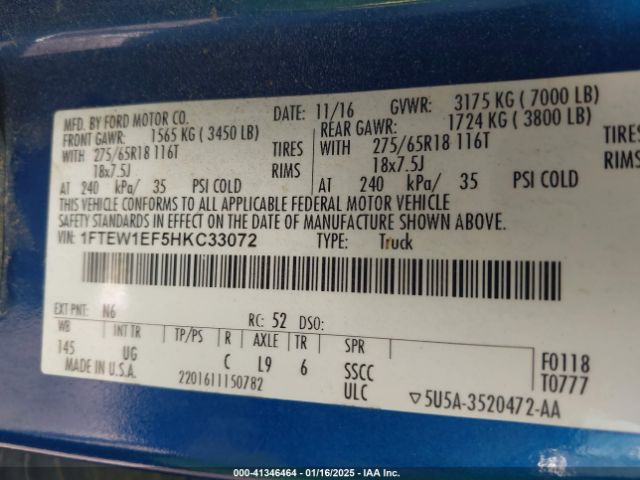 MFD. BY FORD MOTOR CO. DATE: 11/16 GVWR: 3175 KG ( 7000 LB)
FRONT GAWR: 1565 KG ( 3450 LB) REAR GAWR: 1724 KG ( 3800 LB)
WITH 275/65R18 116T TIRES WITH 275/65R18 116T TIRES
18x7.5J RIMS 18x7.5J RIMS
AT 240 kPa/ 35 PSI COLD AT 240 kPa/ 35 PSI COLD
THIS VEHICLE CONFORMS TO ALL APPLICABLE FEDERAL MOTOR VEHICLE
SAFETY STANDARDS IN EFFECT ON THE DATE OF MANUFACTURE SHOWN ABOVE.
VIN: 1FTEW1EF5HKC33072 TYPE: Truck
EXT PNT: N6 RC: 52 DSO:
WB INT TR TP/PS R AXLE TR SPR
145 UG C L9 6 SSCC F0118
MADE IN U.S.A. 2201611150782 ULC T0777
▽5U5A-3520472-AA
000-41346464 - 01/16/2025 - IAA Inc.